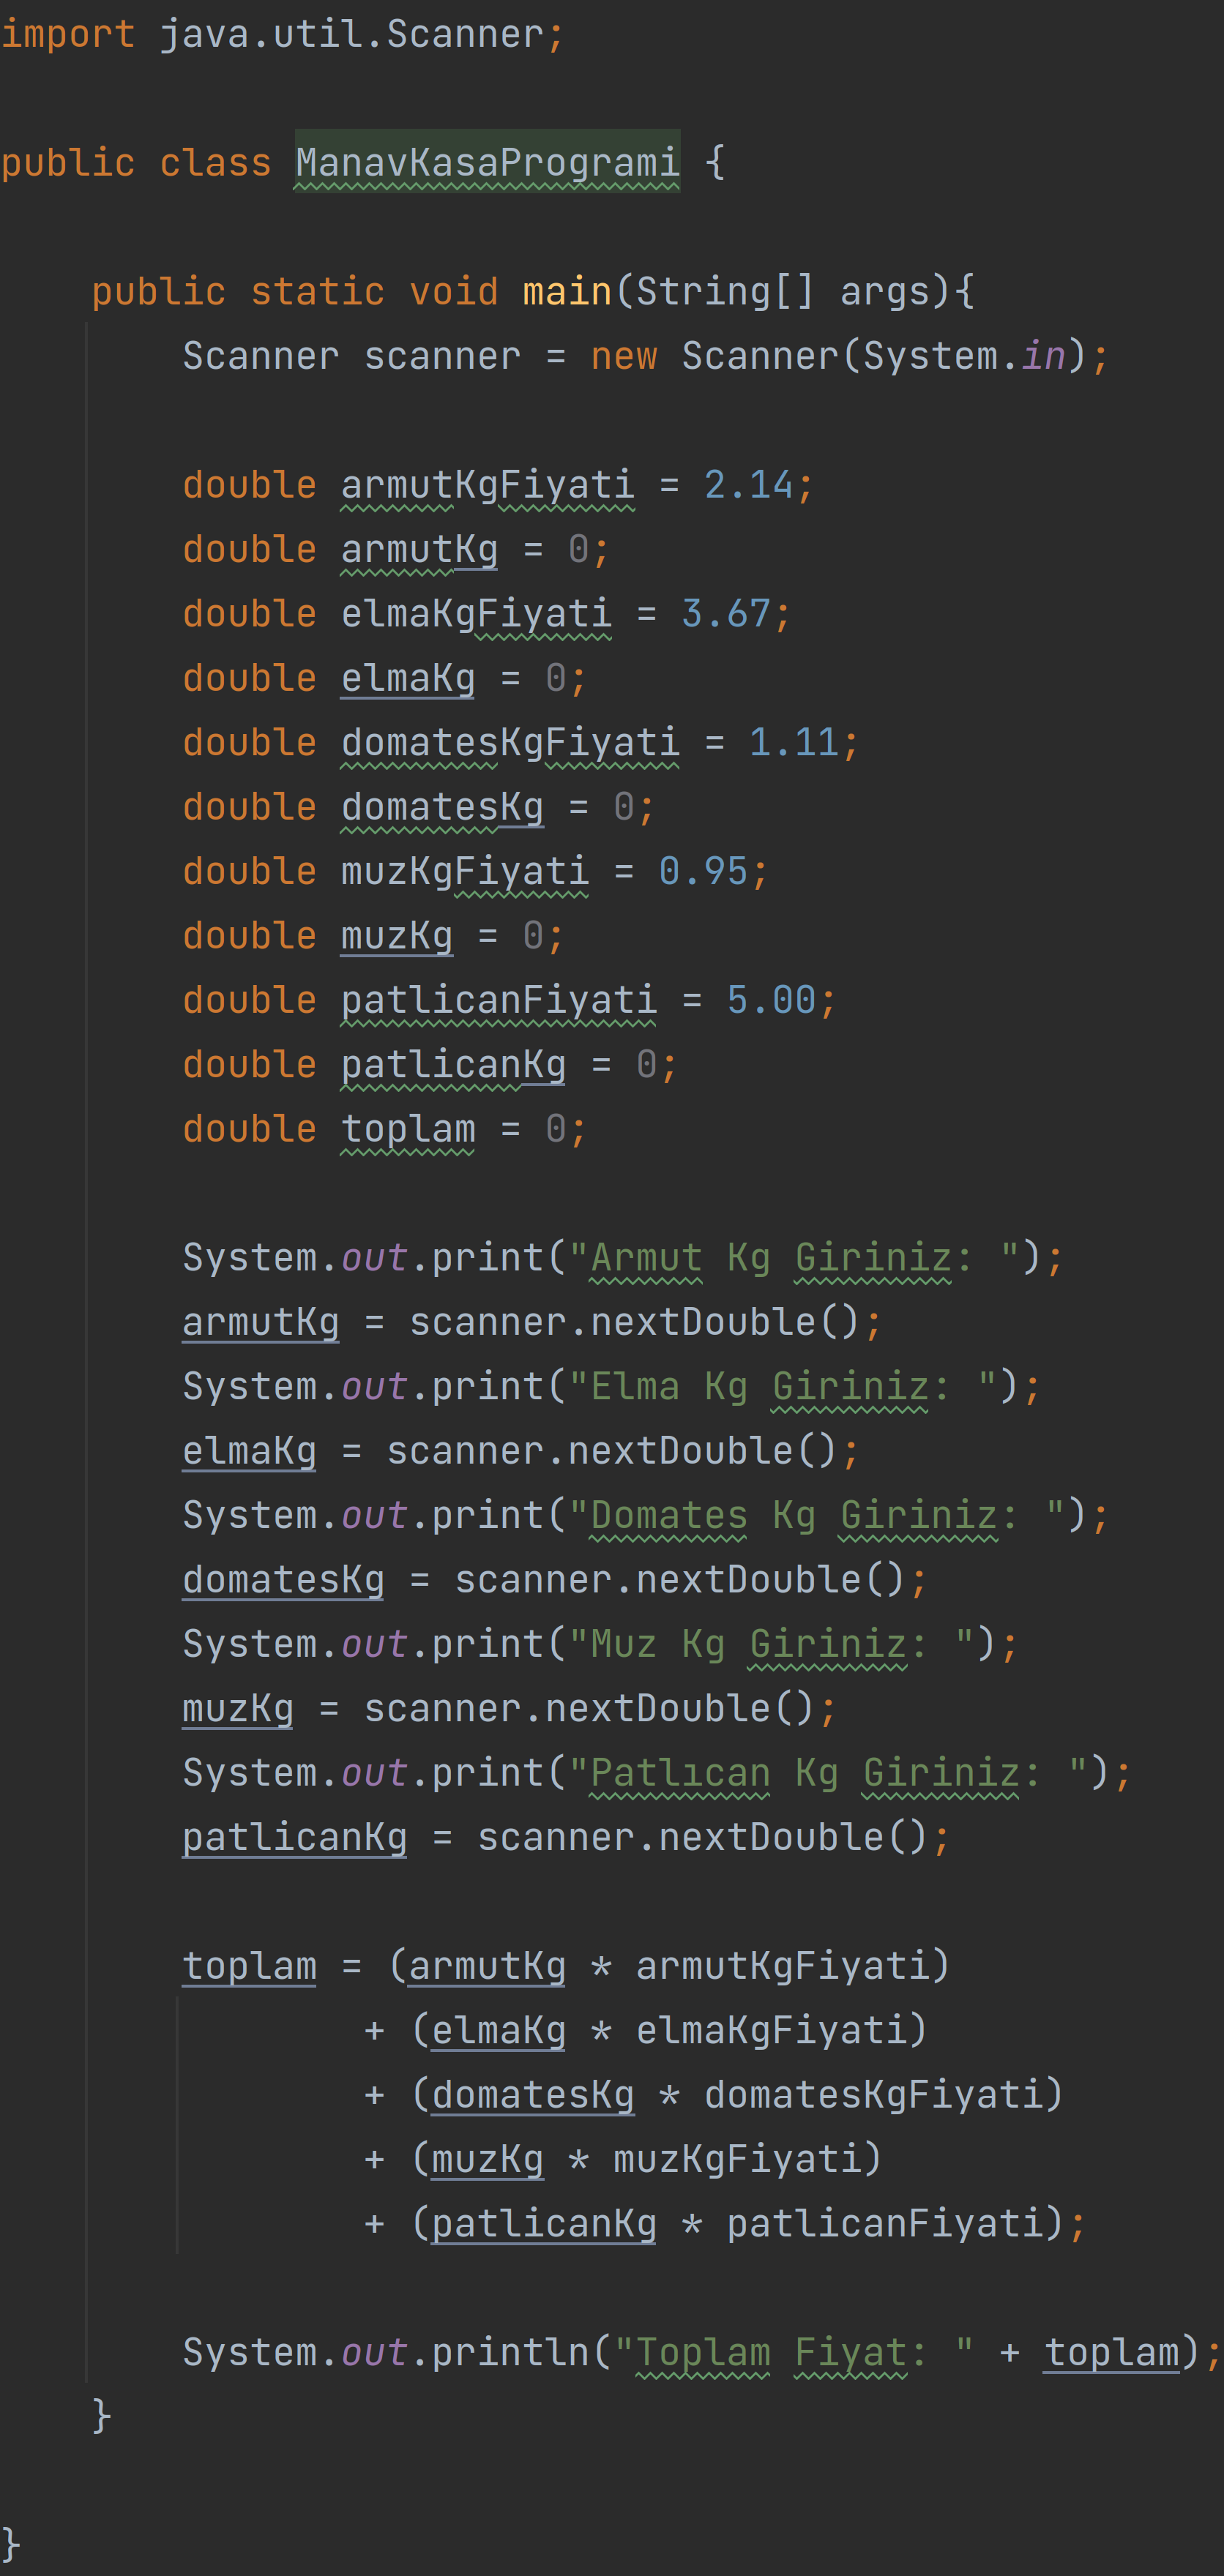 import java.util.Scanner;
public class ManavKasaProgrami {
public static void main(String[] args){
Scanner scanner = new Scanner(System.in);
double armutKgFiyati = 2.14;
double armutKg = 0;
double elmaKgFiyati = 3.67;
double elmaKg = 0;
double domatesKgFiyati = 1.11;
double domatesKg = 0;
double muzKgFiyati = 0.95;
double muzKg = 0;
double patlicanFiyati = 5.00;
double patlicanKg = 0;
double toplam = 0;
System.out.print("Armut Kg Giriniz: ");
armutKg = scanner.nextDouble();
System.out.print("Elma Kg Giriniz: ");
elmaKg = scanner.nextDouble();
System.out.print("Domates Kg Giriniz: ");
domatesKg = scanner.nextDouble();
System.out.print("Muz Kg Giriniz: ");
muzKg = scanner.nextDouble();
System.out.print("Patlıcan Kg Giriniz: ");
patlicanKg = scanner.nextDouble();
toplam = (armutKg * armutKgFiyati)
+ (elmaKg * elmaKgFiyati)
+ (domatesKg * domatesKgFiyati)
+ (muzKg * muzKgFiyati)
+ (patlicanKg * patlicanFiyati);
System.out.println("Toplam Fiyat: " + toplam);
}
}